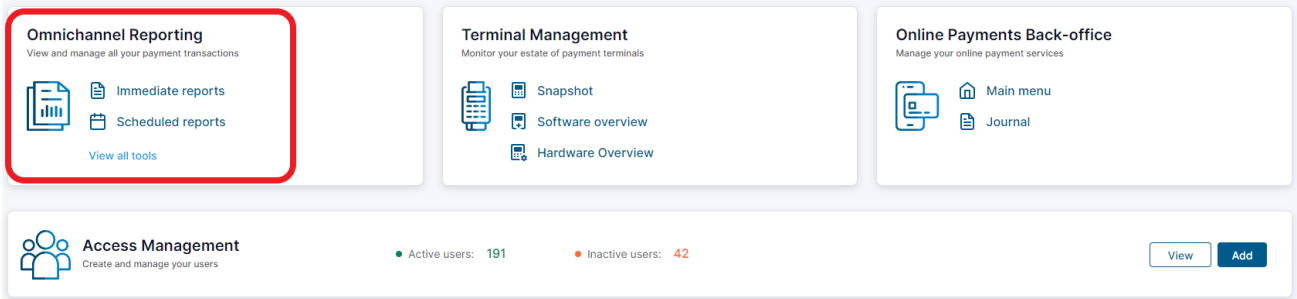 Omnichannel Reporting
View and manage all your payment transactions
Immediate reports
Scheduled reports
View all tools
Terminal Management
Monitor your estate of payment terminals
Snapshot
Software overview
Hardware Overview
Online Payments Back-office
Manage your online payment services
Main menu
Journal
Access Management
Create and manage your users
Active users: 191
Inactive users: 42
View
Add